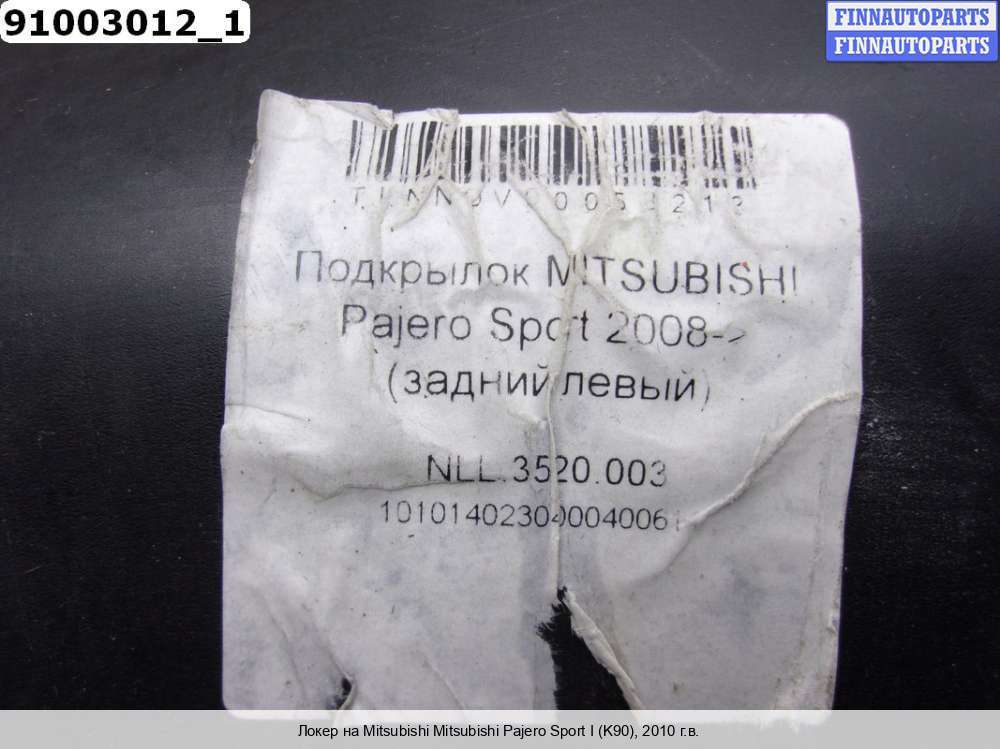 91003012_1
FINNAUTOPARTS
FINNAUTOPARTS
Подкрылок MITSUBISHI
Pajero Sport 2008->
(задний левый)
NLL.3520.003
Локер на Mitsubishi Mitsubishi Pajero Sport I (K90), 2010 г.в.